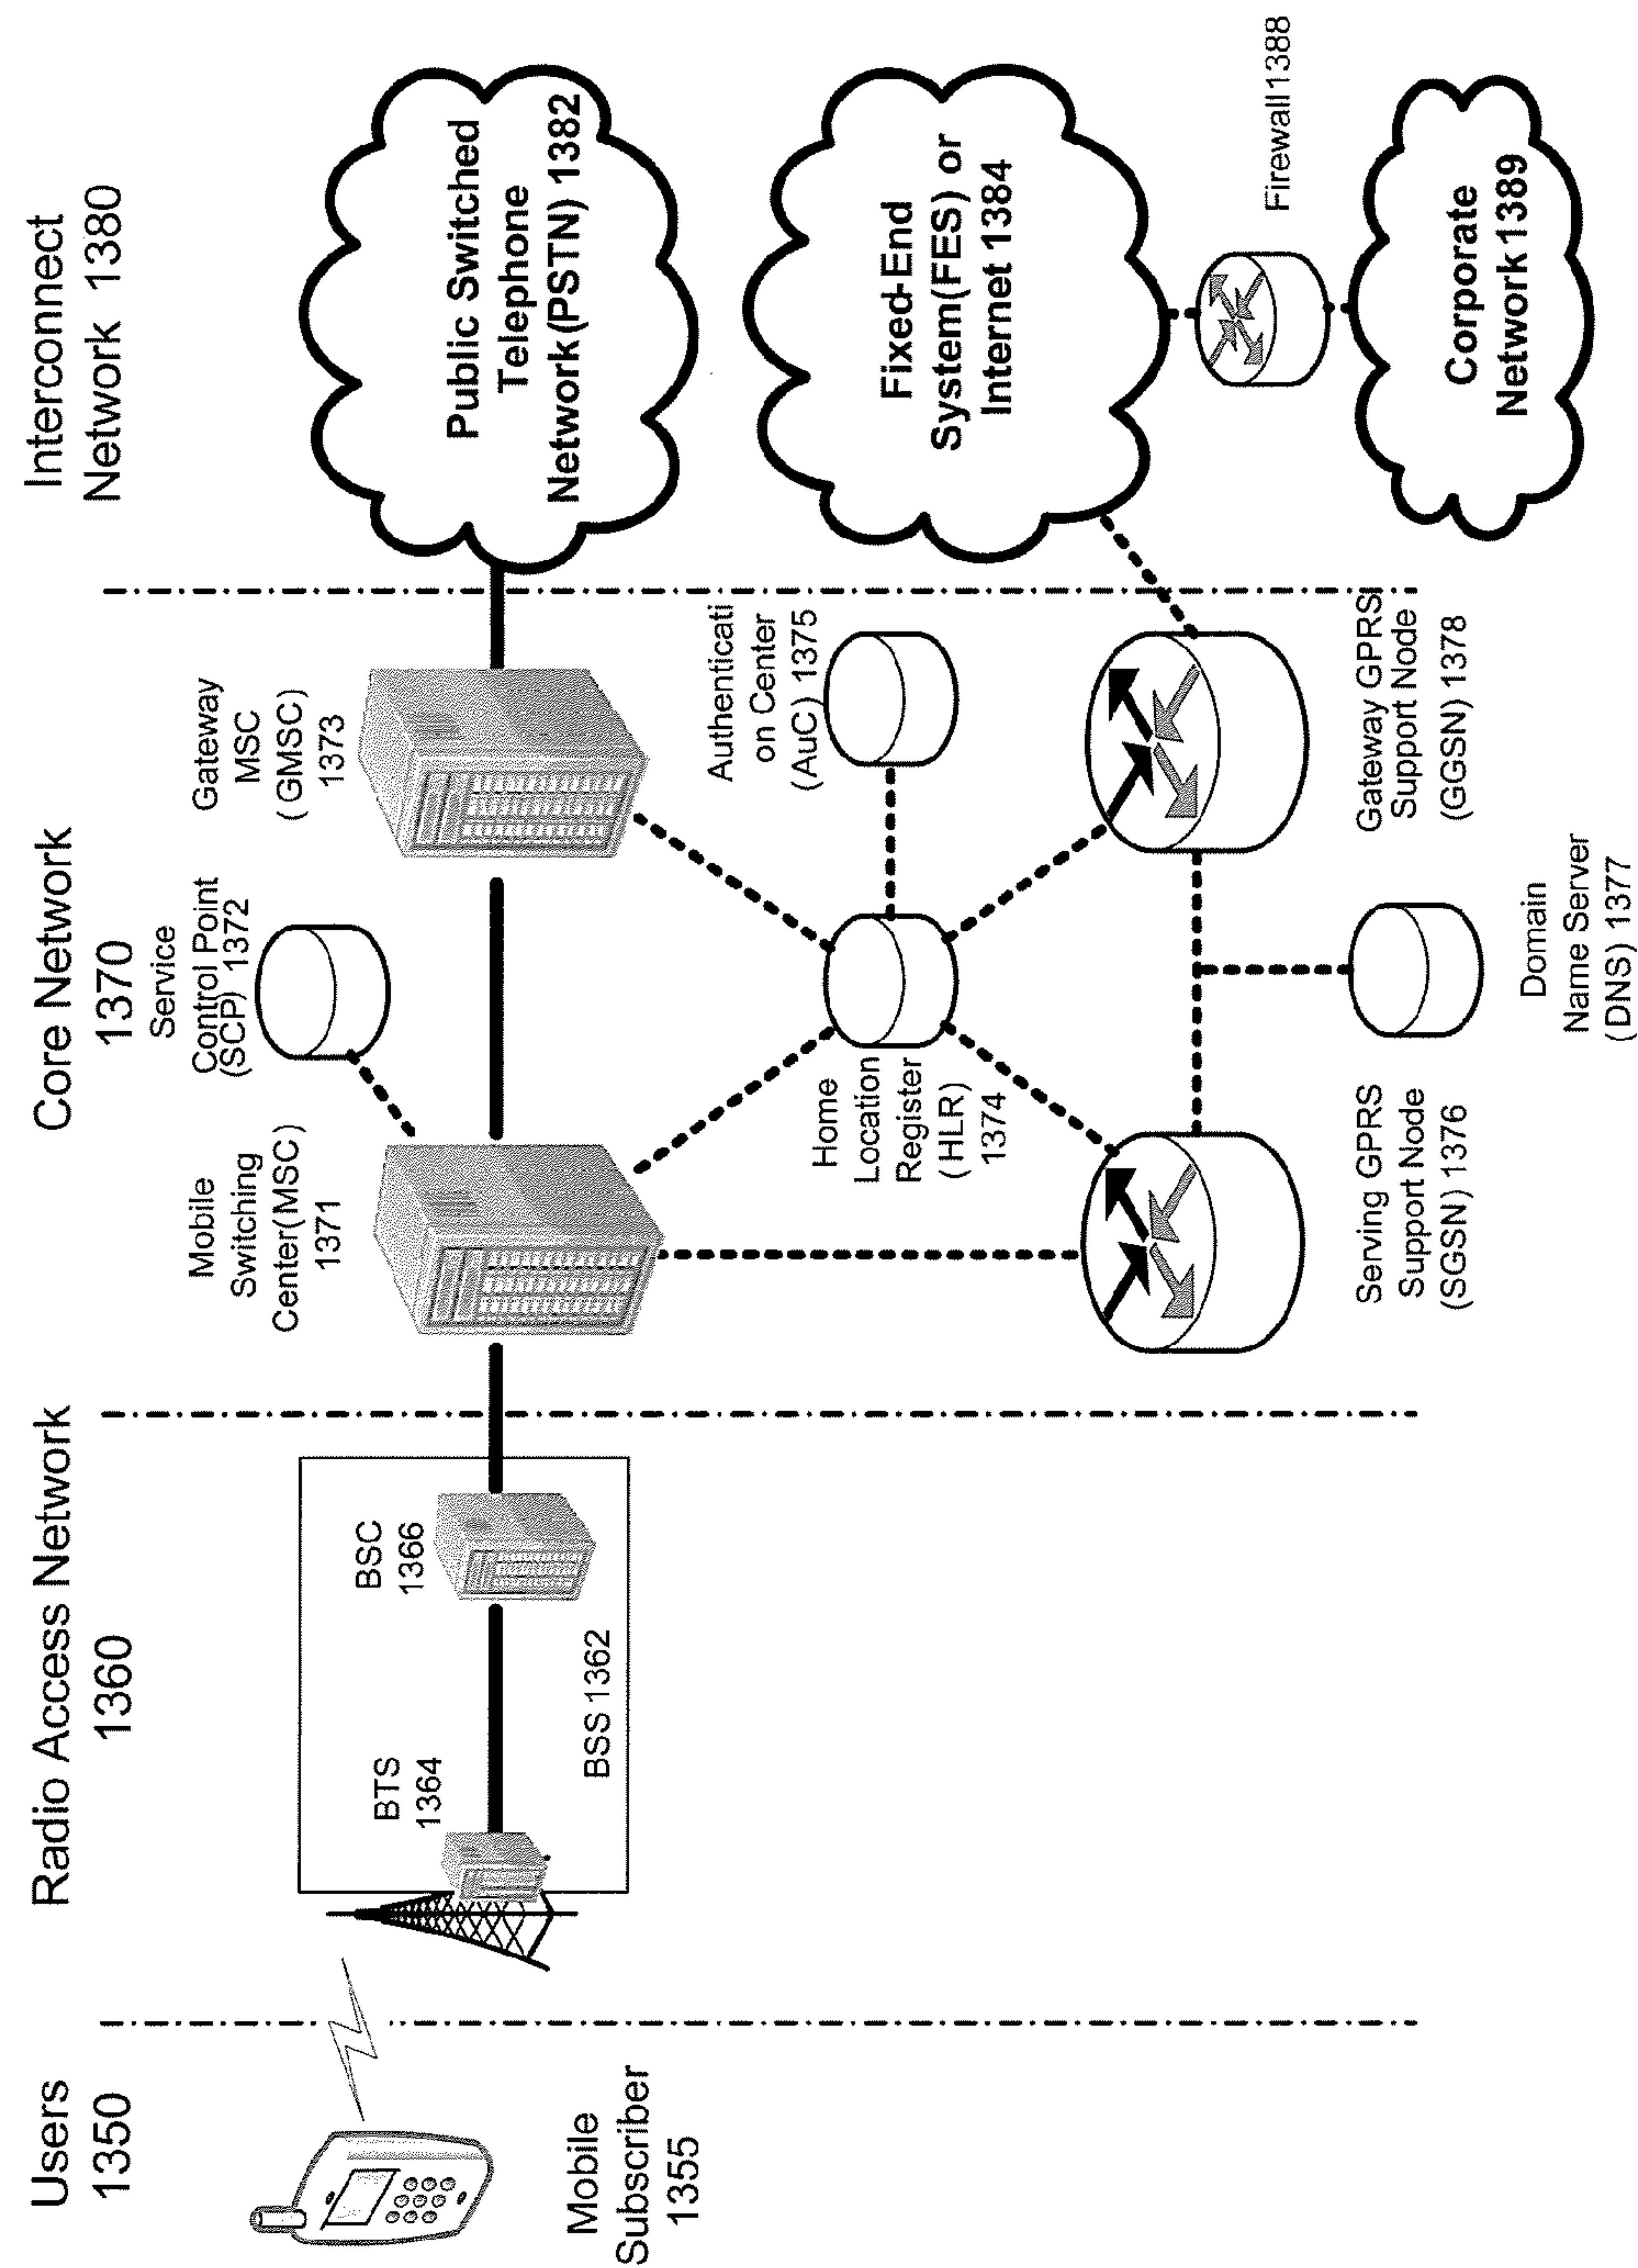 Users
1350
Radio Access Network
1360
Core Network
1370
Interconnect
Network 1380
Mobile
Subscriber
1355
BTS
1364
BSC
1366
BSS 1362
Mobile
Switching
Center(MSC)
1371
Service
Control Point
(SCP) 1372
Gateway
MSC
(GMSC)
1373
Home
Location
Register
(HLR)
1374
Authenticati
on Center
(AuC) 1375
Serving GPRS
Support Node
(SGSN) 1376
Domain
Name Server
(DNS) 1377
Gateway GPRS
Support Node
(GGSN) 1378
Public Switched
Telephone
Network(PSTN) 1382
Fixed-End
System(FES) or
Internet 1384
Firewall 1388
Corporate
Network 1389